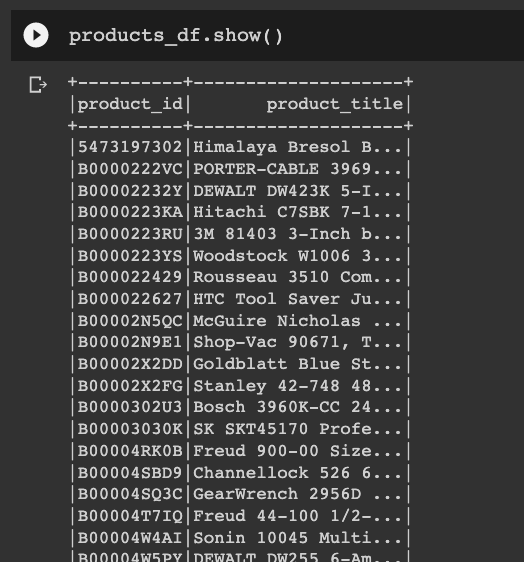 products_df.show()
+----------+--------------------+
|product_id|       product_title|
+----------+--------------------+
|5473197302|Himalaya Bresol B...|
|B0000222VC|PORTER-CABLE 3969...|
|B00002232Y|DEWALT DW423K 5-I...|
|B0000223KA|Hitachi C7SBK 7-1...|
|B0000223RU|3M 81403 3-Inch b...|
|B0000223YS|Woodstock W1006 3...|
|B000022429|Rousseau 3510 Com...|
|B000022627|HTC Tool Saver Ju...|
|B00002N5QC|McGuire Nicholas ...|
|B00002N9E1|Shop-Vac 90671, T...|
|B00002X2DD|Goldblatt Blue St...|
|B00002X2FG|Stanley 42-748 48...|
|B0000302U3|Bosch 3960K-CC 24...|
|B00003030K|SK SKT45170 Profe...|
|B00004RK0B|Freud 900-00 Size...|
|B00004SBD9|Channellock 526 6...|
|B00004SQ3C|GearWrench 2956D ...|
|B00004T7IQ|Freud 44-100 1/2-...|
|B00004W4AI|Sonin 10045 Multi...|
|B00004W5PY|DEWALT DW255 6-Am...|